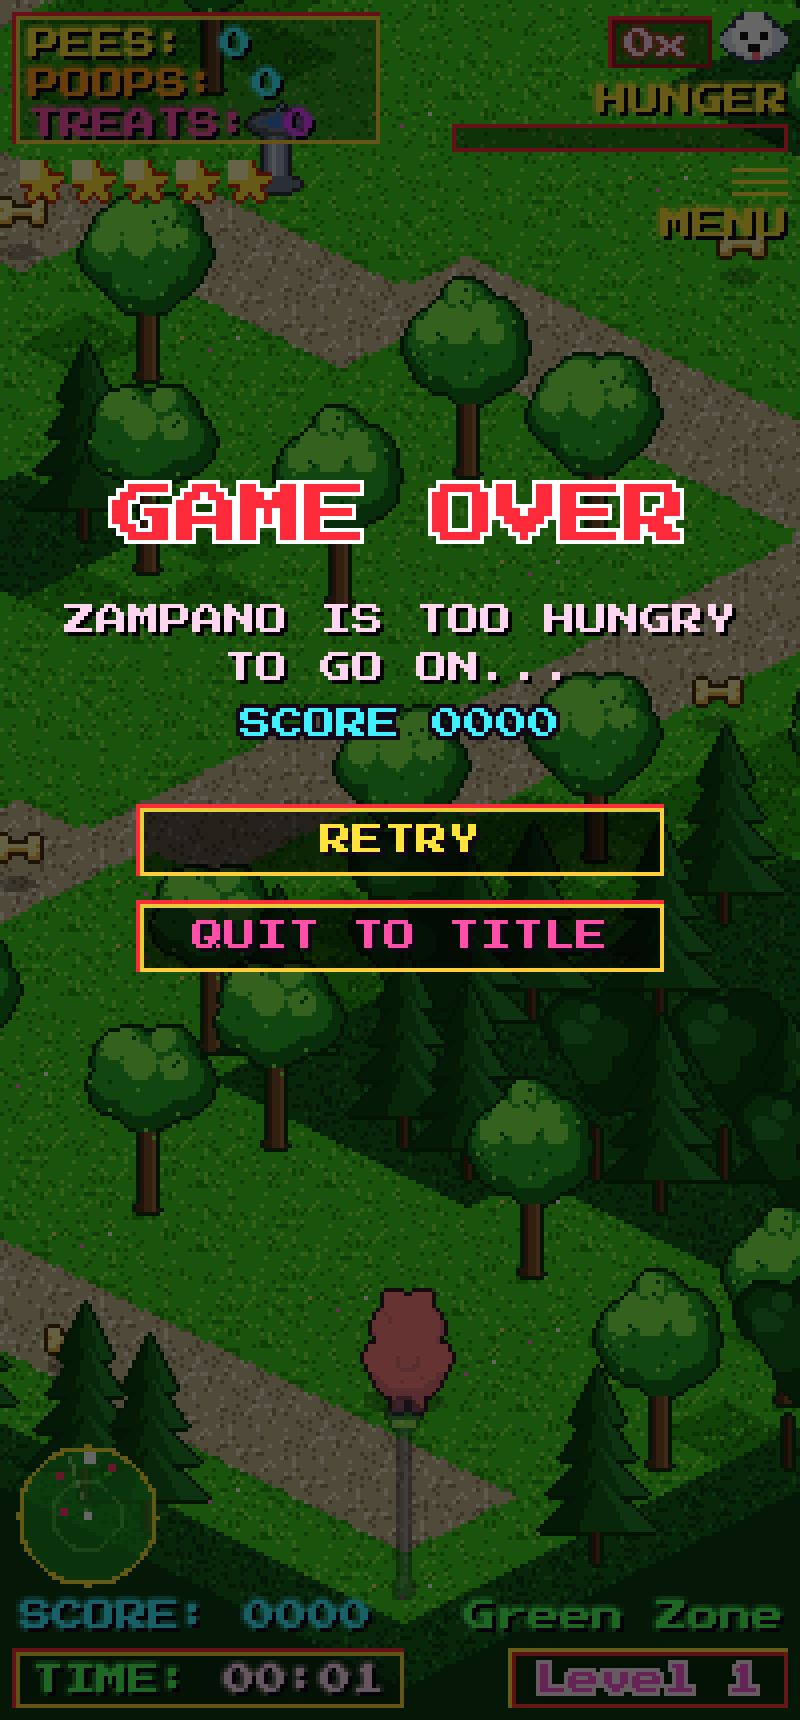 PEES: 0
POOPS: 0
TREATS: 0
0x
HUNGER
MENU
GAME OVER
ZAMPANO IS TOO HUNGRY
TO GO ON...
SCORE 0000
RETRY
QUIT TO TITLE
SCORE: 0000
Green Zone
TIME: 00:01
Level 1